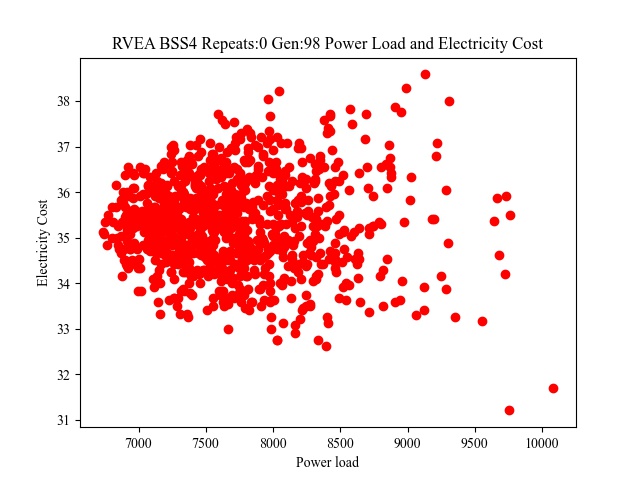 RVEA BSS4 Repeats:0 Gen:98 Power Load and Electricity Cost
38
37
36
35
34
33
32
31
Electricity Cost
7000 7500 8000 8500 9000 9500 10000
Power load